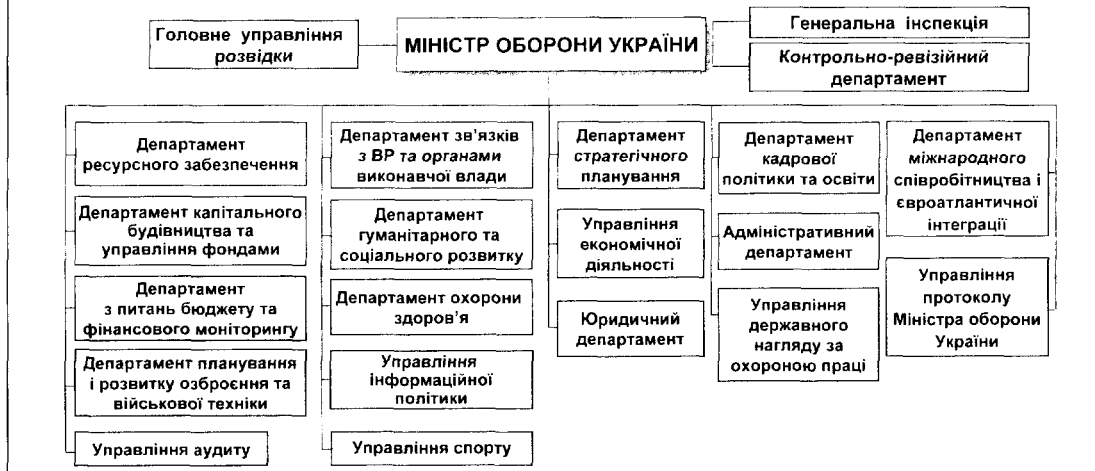 Головне управління
розвідки
МІНІСТР ОБОРОНИ УКРАЇНИ
Генеральна інспекція
Контрольно-ревізійний
департамент
Департамент
ресурсного забезпечення
Департамент капітального
будівництва та
управління фондами
Департамент
з питань бюджету та
фінансового моніторингу
Департамент планування
і розвитку озброєння та
військової техніки
Управління аудиту
Департамент зв'язків
з ВР та органами
виконавчої влади
Департамент
гуманітарного та
соціального розвитку
Департамент охорони
здоров'я
Управління
інформаційної
політики
Управління спорту
Департамент
стратегічного
планування
Управління
економічної
діяльності
Юридичний
департамент
Департамент
кадрової
політики та освіти
Адміністративний
департамент
Управління
державного
нагляду за
охороною праці
Департамент
міжнародного
співробітництва і
євроатлантичної
інтеграції
Управління
протоколу
Міністра оборони
України